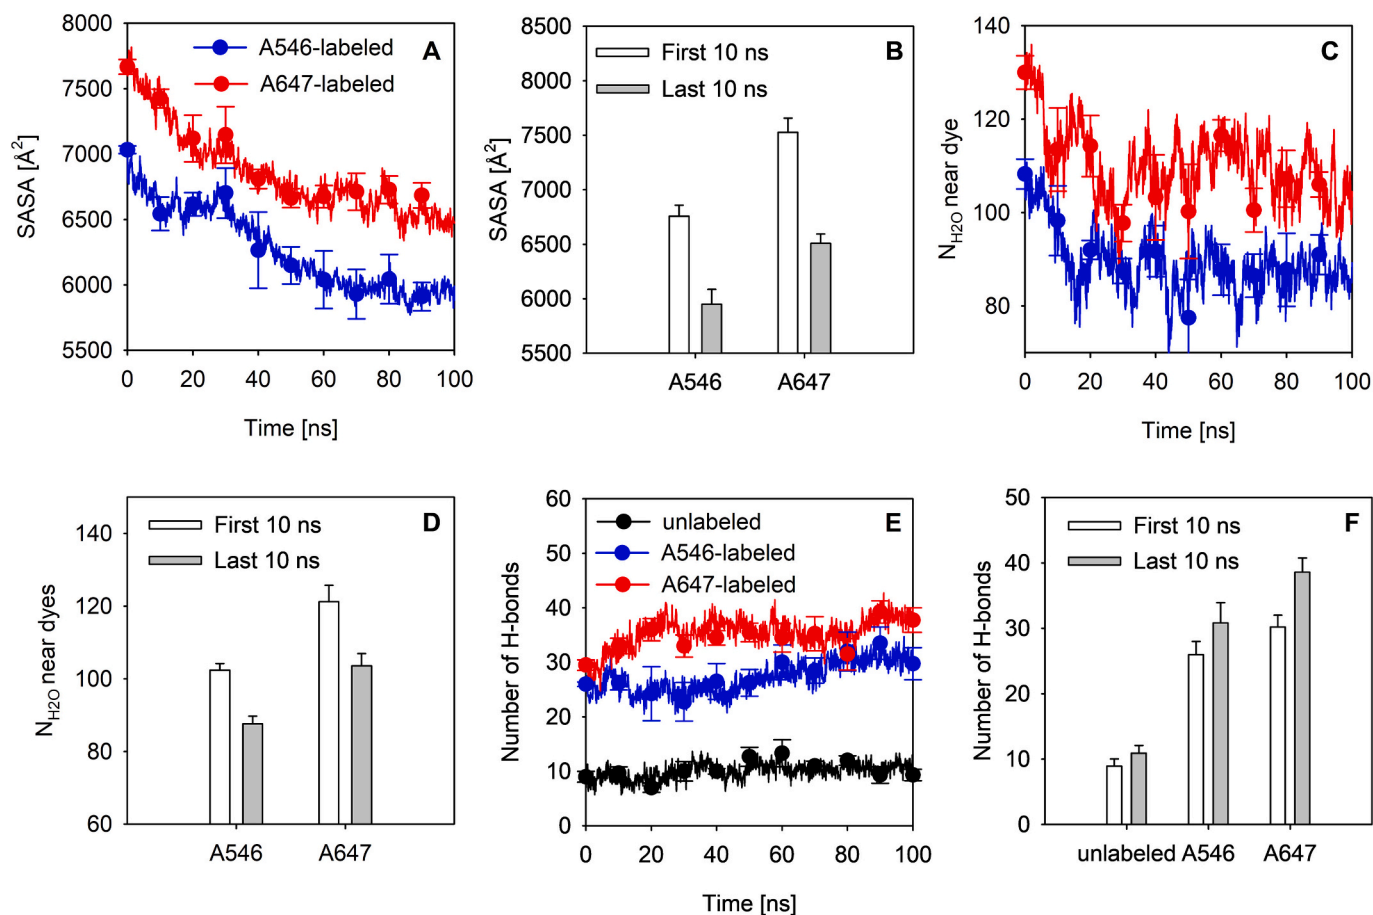 A
A546-labeled
A647-labeled
SASA [Å²]
8000
7500
7000
6500
6000
5500
0 20 40 60 80 100
Time [ns]
B
First 10 ns
Last 10 ns
SASA [Å²]
8500
8000
7500
7000
6500
6000
5500
A546 A647
C
N_H2O near dye
140
120
100
80
0 20 40 60 80 100
Time [ns]
D
First 10 ns
Last 10 ns
N_H2O near dyes
140
120
100
80
60
A546 A647
E
unlabeled
A546-labeled
A647-labeled
Number of H-bonds
60
50
40
30
20
10
0
0 20 40 60 80 100
Time [ns]
F
First 10 ns
Last 10 ns
Number of H-bonds
50
40
30
20
10
0
unlabeled A546 A647